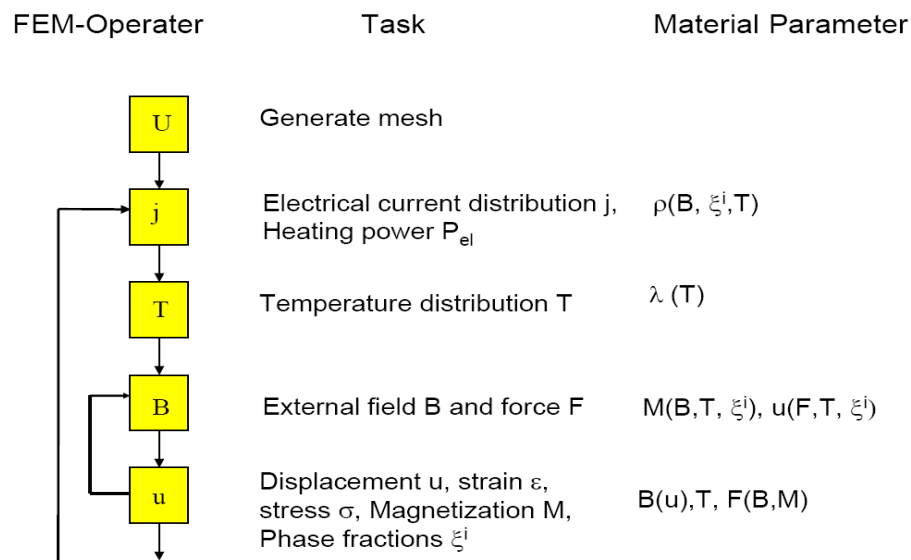 FEM-Operater Task Material Parameter
U Generate mesh
j Electrical current distribution j, ρ(B, ξⁱ,T)
Heating power Pₑₗ
T Temperature distribution T λ (T)
B External field B and force F M(B,T, ξⁱ), u(F,T, ξⁱ)
u Displacement u, strain ε,
stress σ, Magnetization M, B(u),T, F(B,M)
Phase fractions ξⁱ